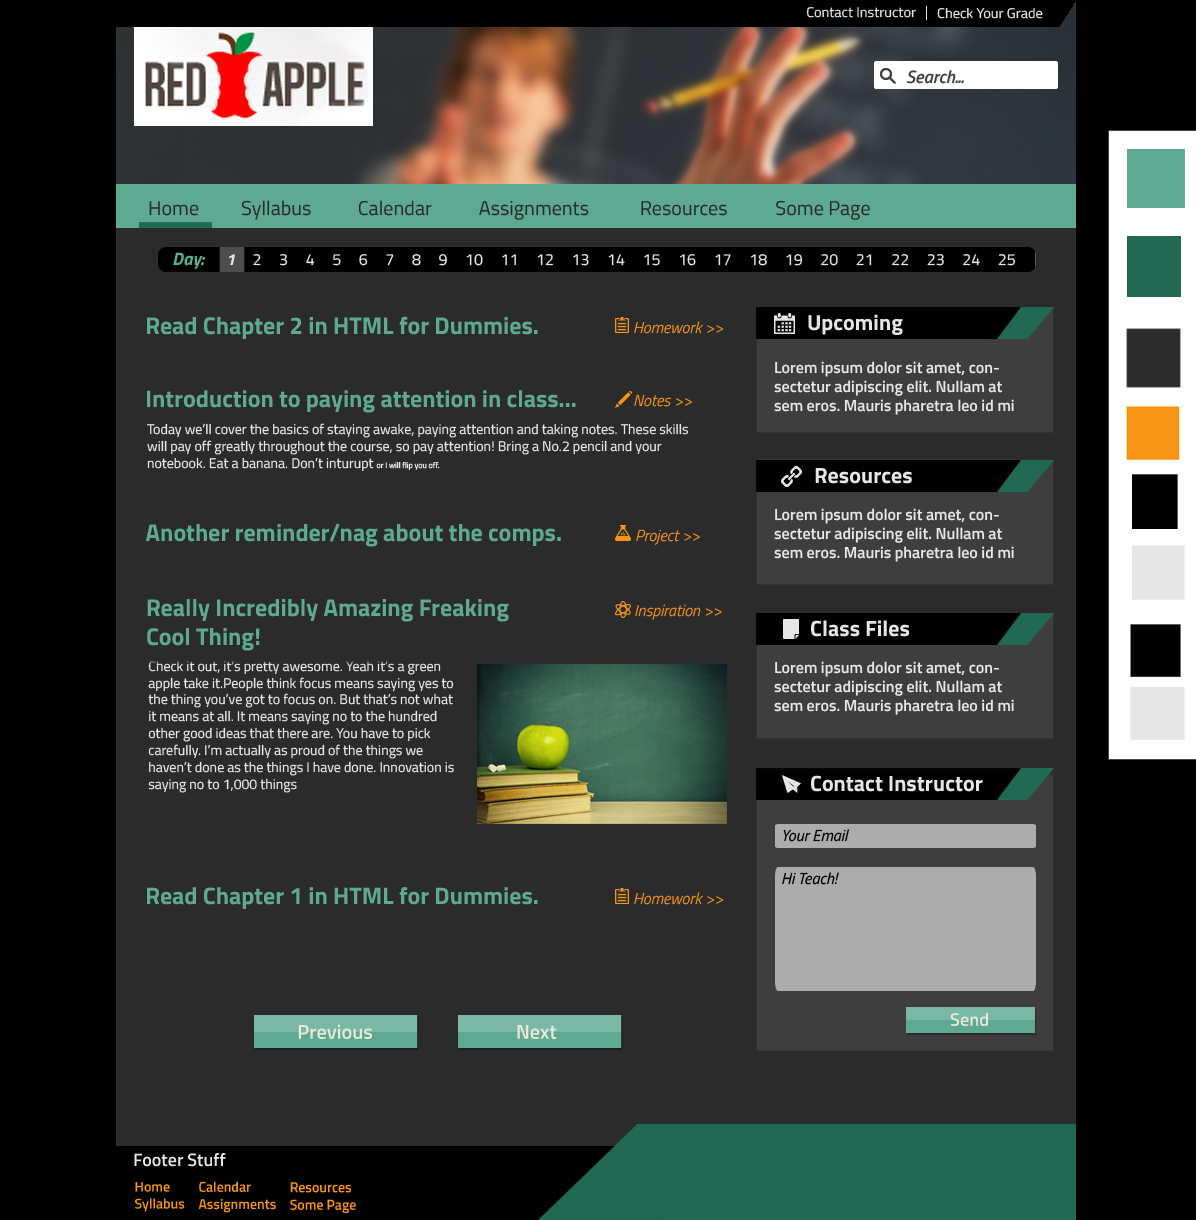 Contact Instructor | Check Your Grade
RED APPLE
Search...
Home Syllabus Calendar Assignments Resources Some Page
Day: 1 2 3 4 5 6 7 8 9 10 11 12 13 14 15 16 17 18 19 20 21 22 23 24 25
Read Chapter 2 in HTML for Dummies.
Homework >>
Introduction to paying attention in class...
Notes >>
Today we'll cover the basics of staying awake, paying attention and taking notes. These skills
will pay off greatly throughout the course, so pay attention! Bring a No.2 pencil and your
notebook. Eat a banana. Don't inturupt or I will flip you off.
Another reminder/nag about the comps.
Project >>
Really Incredibly Amazing Freaking
Cool Thing!
Inspiration >>
Check it out, it's pretty awesome. Yeah it's a green
apple take it.People think focus means saying yes to
the thing you've got to focus on. But that's not what
it means at all. It means saying no to the hundred
other good ideas that there are. You have to pick
carefully. I'm actually as proud of the things we
haven't done as the things I have done. Innovation is
saying no to 1,000 things
Read Chapter 1 in HTML for Dummies.
Homework >>
Previous
Next
Upcoming
Lorem ipsum dolor sit amet, con-
sectetur adipiscing elit. Nullam at
sem eros. Mauris pharetra leo id mi
Resources
Lorem ipsum dolor sit amet, con-
sectetur adipiscing elit. Nullam at
sem eros. Mauris pharetra leo id mi
Class Files
Lorem ipsum dolor sit amet, con-
sectetur adipiscing elit. Nullam at
sem eros. Mauris pharetra leo id mi
Contact Instructor
Your Email
Hi Teach!
Send
Footer Stuff
Home Calendar Resources
Syllabus Assignments Some Page